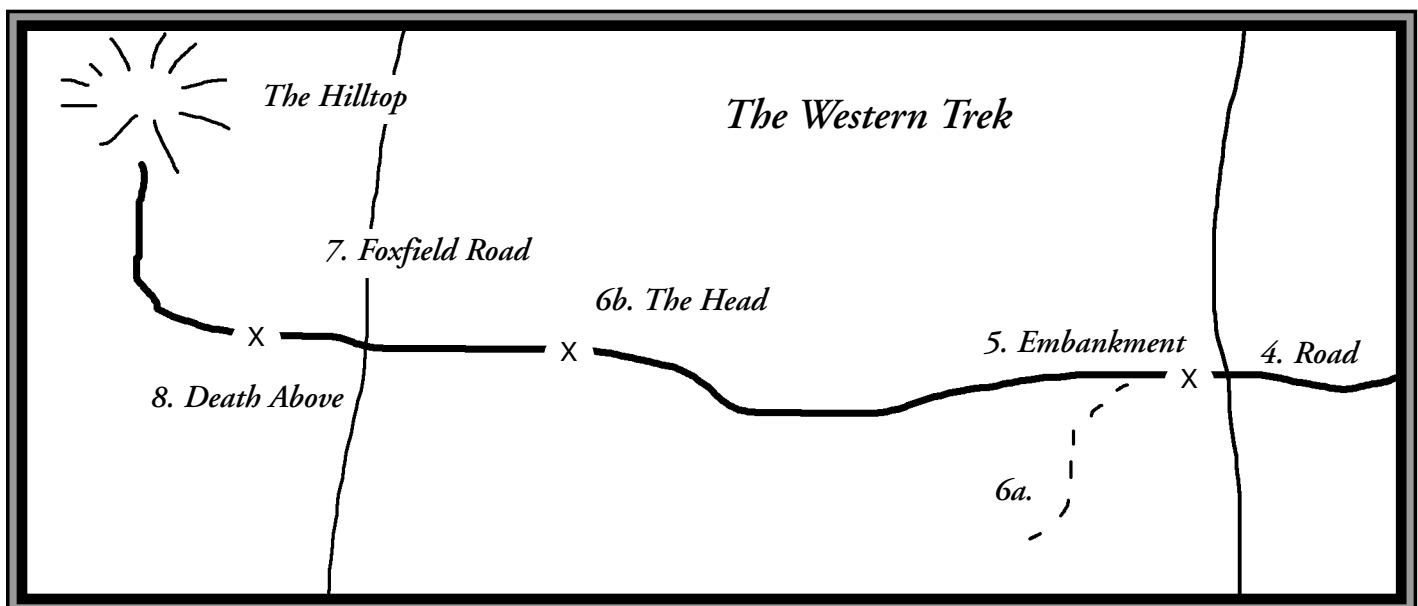 The Hilltop
The Western Trek
7. Foxfield Road
6b. The Head
5. Embankment
4. Road
X
X
X
8. Death Above
6a.